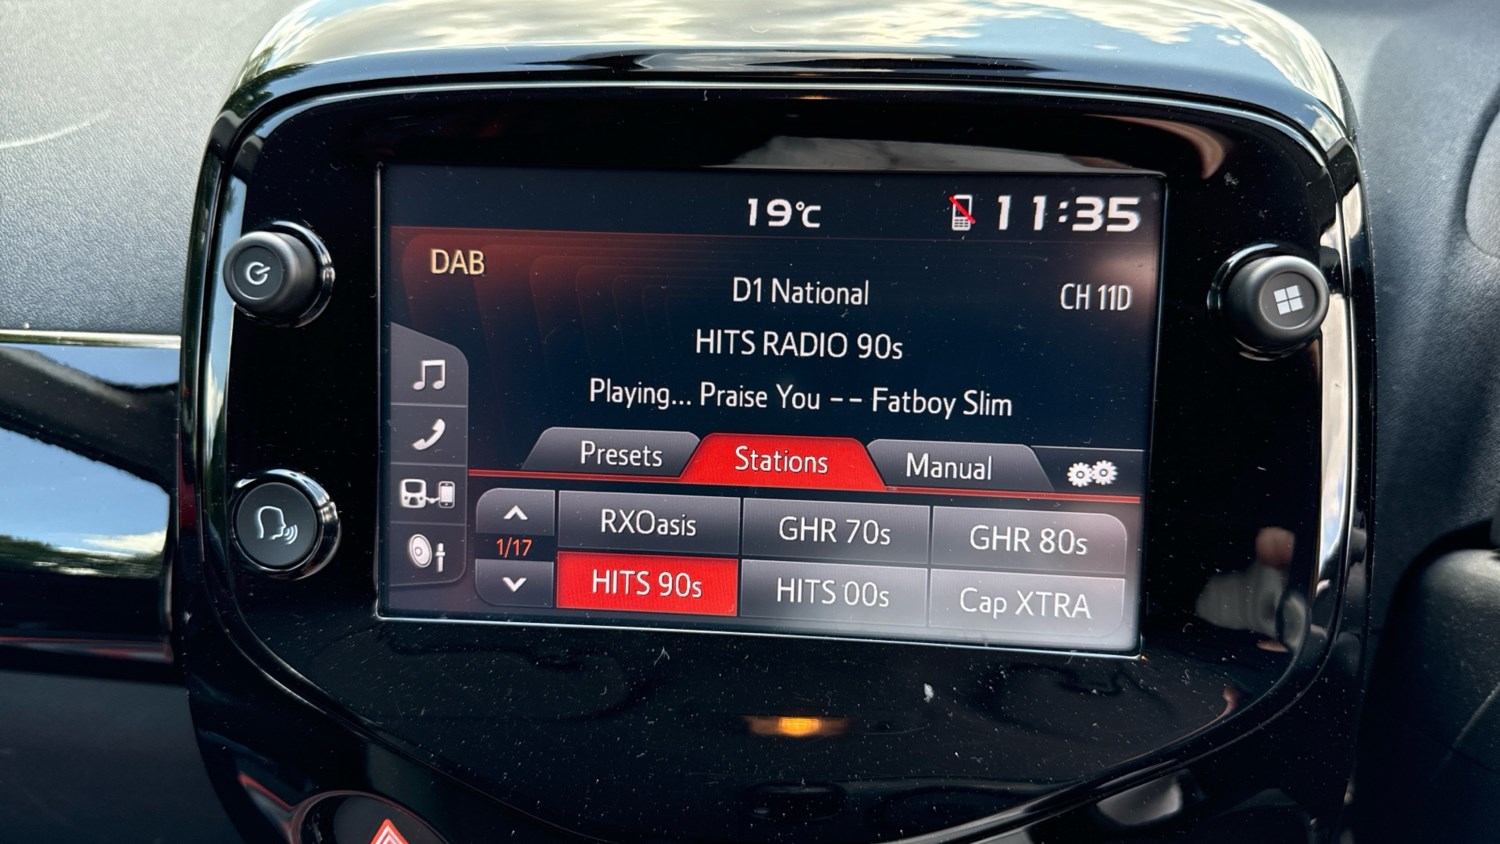 19°C 11:35
DAB
D1 National CH 11D
HITS RADIO 90s
Playing... Praise You -- Fatboy Slim
Presets Stations Manual
RXOasis GHR 70s GHR 80s
1/17
HITS 90s HITS 00s Cap XTRA